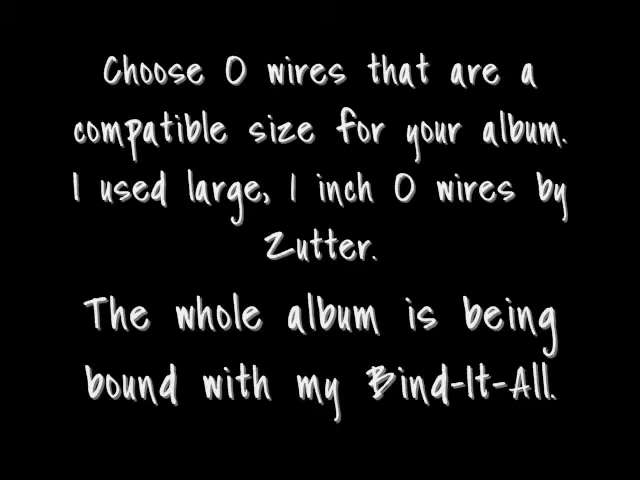 Choose O wires that are a
compatible size for your album.
I used large, 1 inch O wires by
Zutter.
The whole album is being
bound with my Bind-It-All.